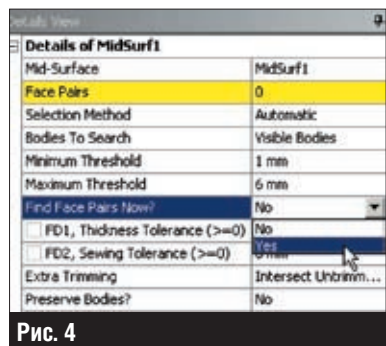 Details View
Details of MidSurf1
Mid-Surface MidSurf1
Face Pairs 0
Selection Method Automatic
Bodies To Search Visible Bodies
Minimum Threshold 1 mm
Maximum Threshold 6 mm
Find Face Pairs Now? No
FD1, Thickness Tolerance (>=0) No
Yes
FD2, Sewing Tolerance (>=0) mm
Extra Trimming Intersect Untrimm...
Preserve Bodies? No
Рис. 4